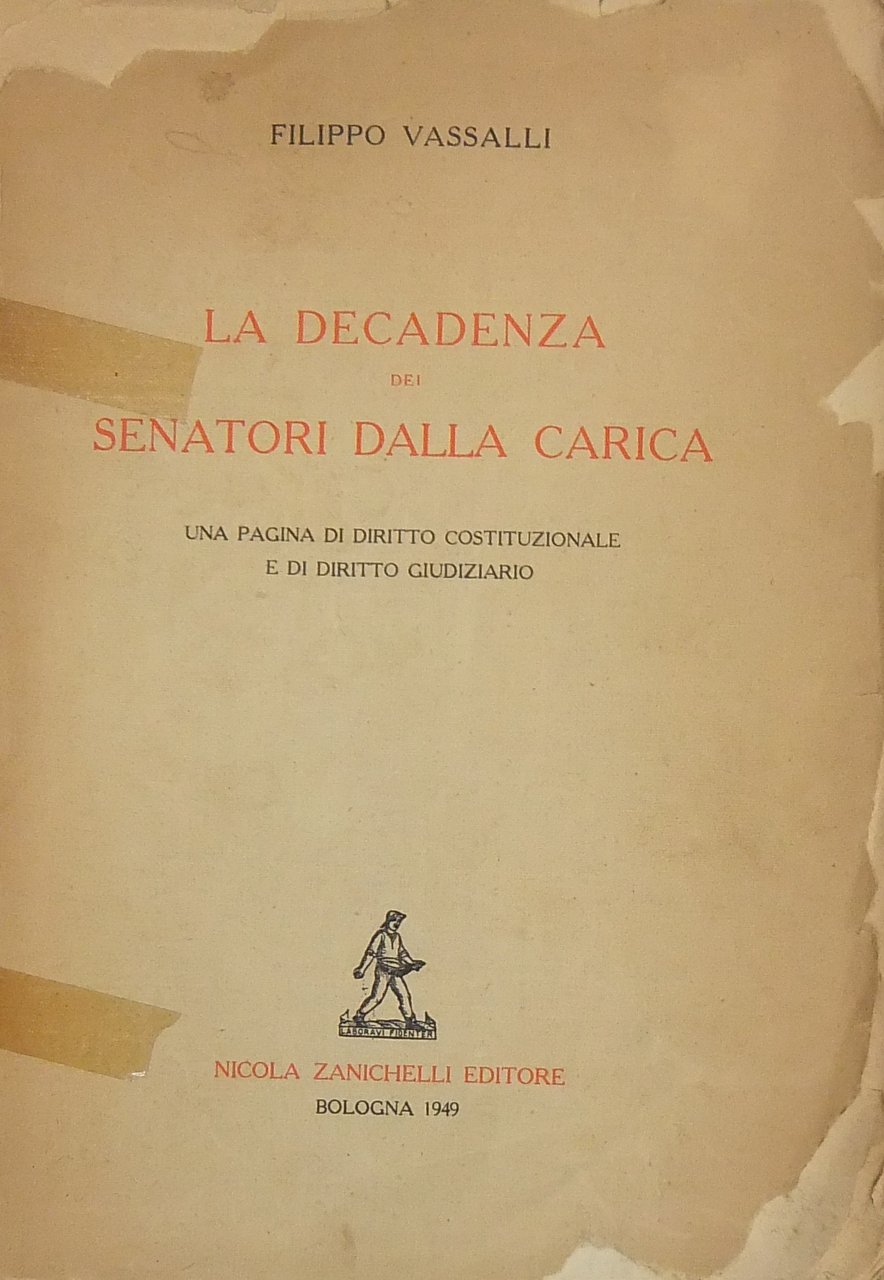 FILIPPO VASSALLI
LA DECADENZA
DEI
SENATORI DALLA CARICA
UNA PAGINA DI DIRITTO COSTITUZIONALE
E DI DIRITTO GIUDIZIARIO
LABORAVI FIDENTER
NICOLA ZANICHELLI EDITORE
BOLOGNA 1949